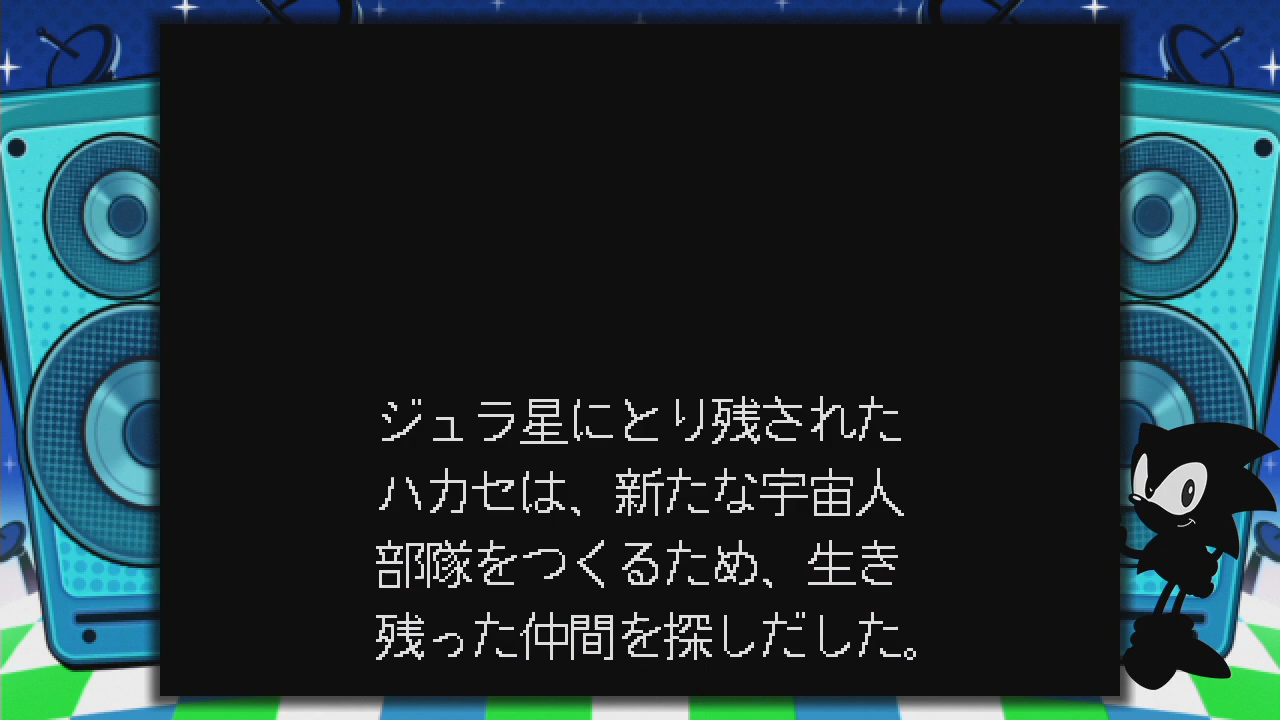 ジュラ星にとり残された
ハカセは、新たな宇宙人
部隊をつくるため、生き
残った仲間を探しだした。